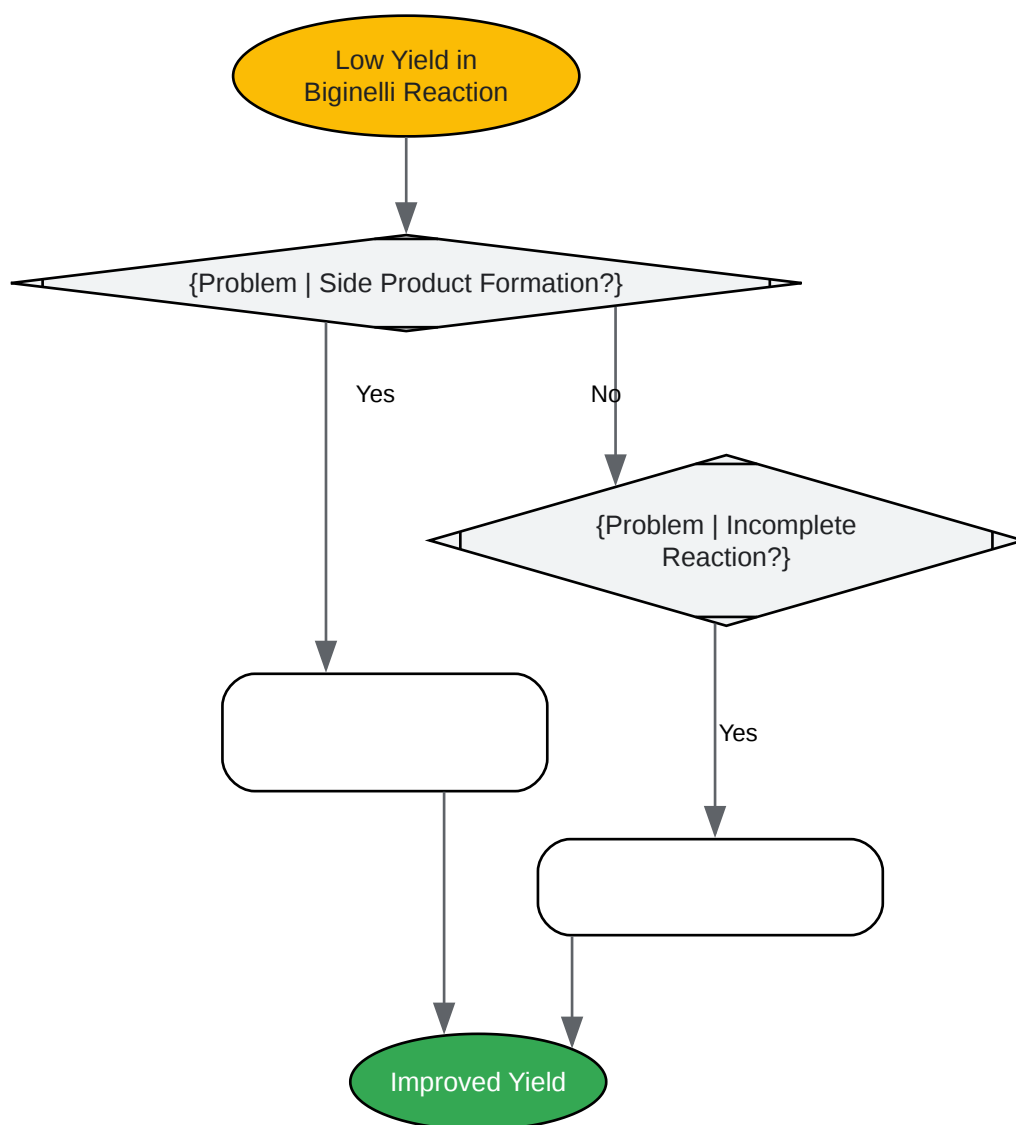 Low Yield in
Biginelli Reaction
{Problem | Side Product Formation?}
Yes
No
{Problem | Incomplete
Reaction?}
Yes
Improved Yield